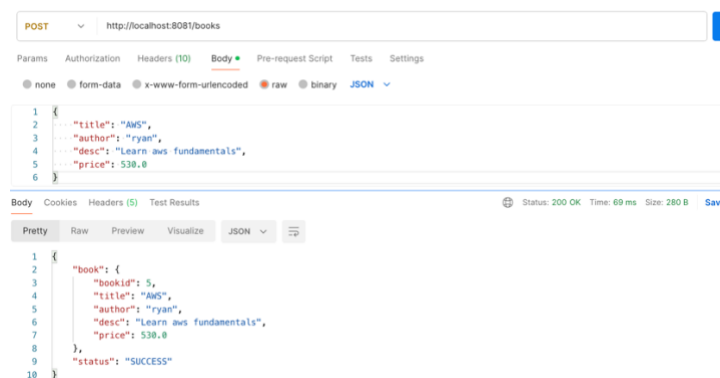 POST http://localhost:8081/books
Params Authorization Headers (10) Body Pre-request Script Tests Settings
none form-data x-www-form-urlencoded raw binary JSON
1 {
2 "title": "AWS",
3 "author": "ryan",
4 "desc": "Learn aws fundamentals",
5 "price": 530.0
6 }
Body Cookies Headers (5) Test Results Status: 200 OK Time: 69 ms Size: 280 B Sav
Pretty Raw Preview Visualize JSON
1 {
2 "book": {
3 "bookid": 5,
4 "title": "AWS",
5 "author": "ryan",
6 "desc": "Learn aws fundamentals",
7 "price": 530.0
8 },
9 "status": "SUCCESS"
10 }